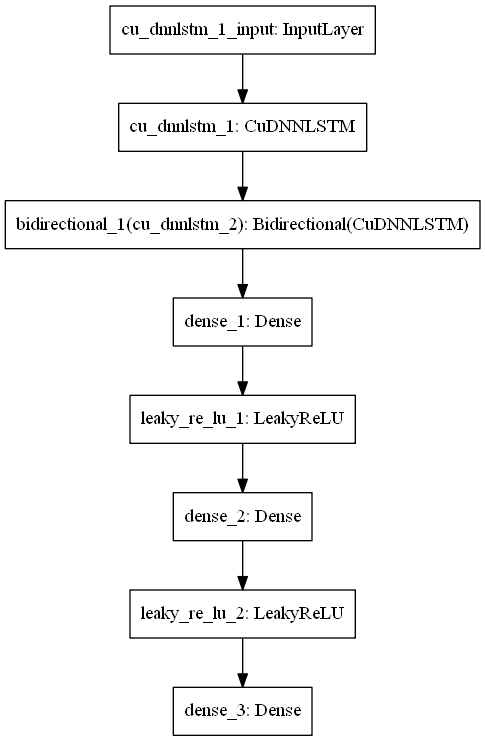 cu_dnnlstm_1_input: InputLayer
cu_dnnlstm_1: CuDNNLSTM
bidirectional_1(cu_dnnlstm_2): Bidirectional(CuDNNLSTM)
dense_1: Dense
leaky_re_lu_1: LeakyReLU
dense_2: Dense
leaky_re_lu_2: LeakyReLU
dense_3: Dense